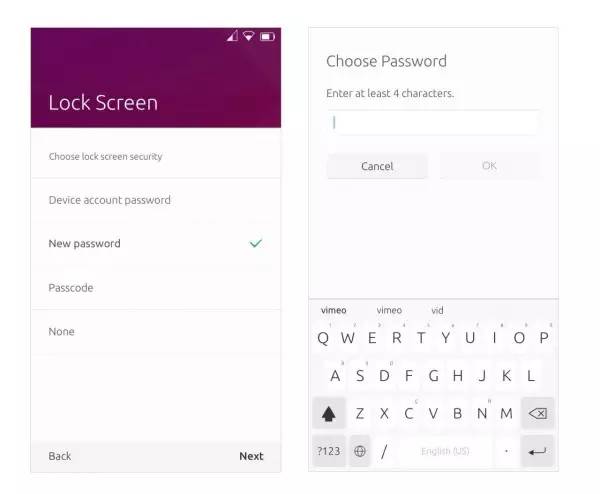 Lock Screen
Choose lock screen security
Device account password
New password
Passcode
None
Back Next
Choose Password
Enter at least 4 characters.
Cancel OK
vimeo vimeo vid
Q W E R T Y U I O P
A S D F G H J K L
Z X C V B N M
?123 / English (US) .